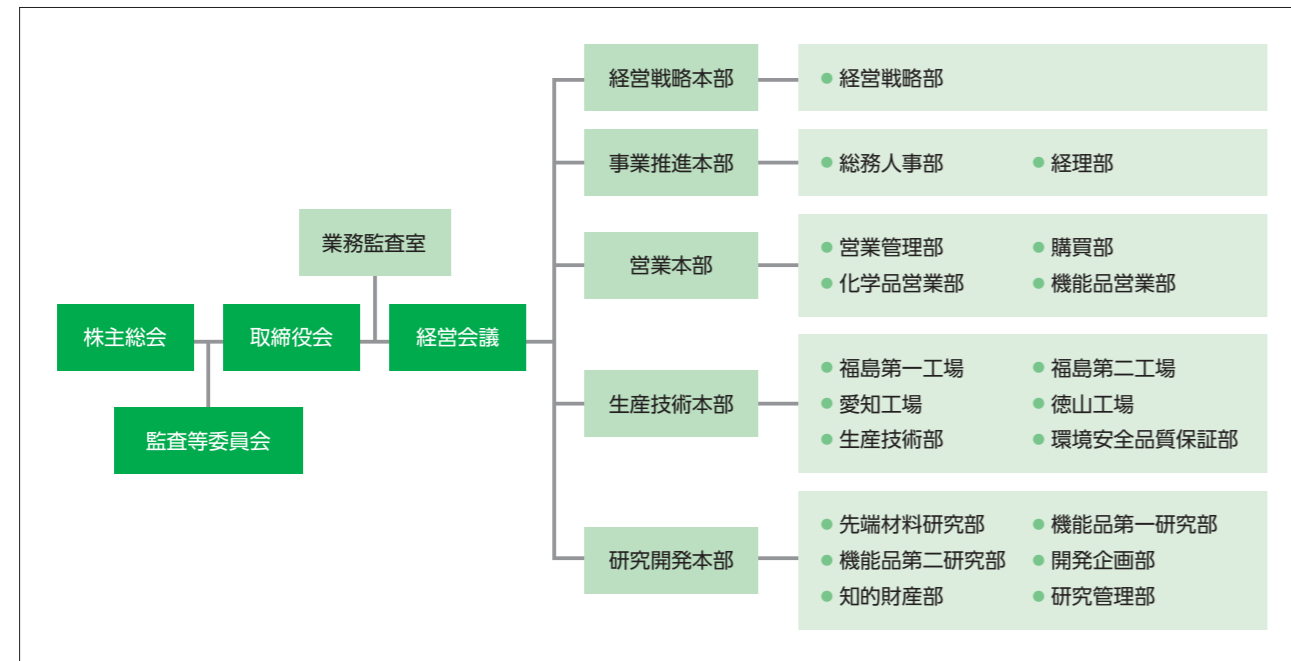 株主総会
監査等委員会
取締役会
業務監査室
経営会議
経営戦略本部
経営戦略部
事業推進本部
総務人事部 経理部
営業本部
営業管理部 購買部
化学品営業部 機能品営業部
生産技術本部
福島第一工場 福島第二工場
愛知工場 徳山工場
生産技術部 環境安全品質保証部
研究開発本部
先端材料研究部 機能品第一研究部
機能品第二研究部 開発企画部
知的財産部 研究管理部